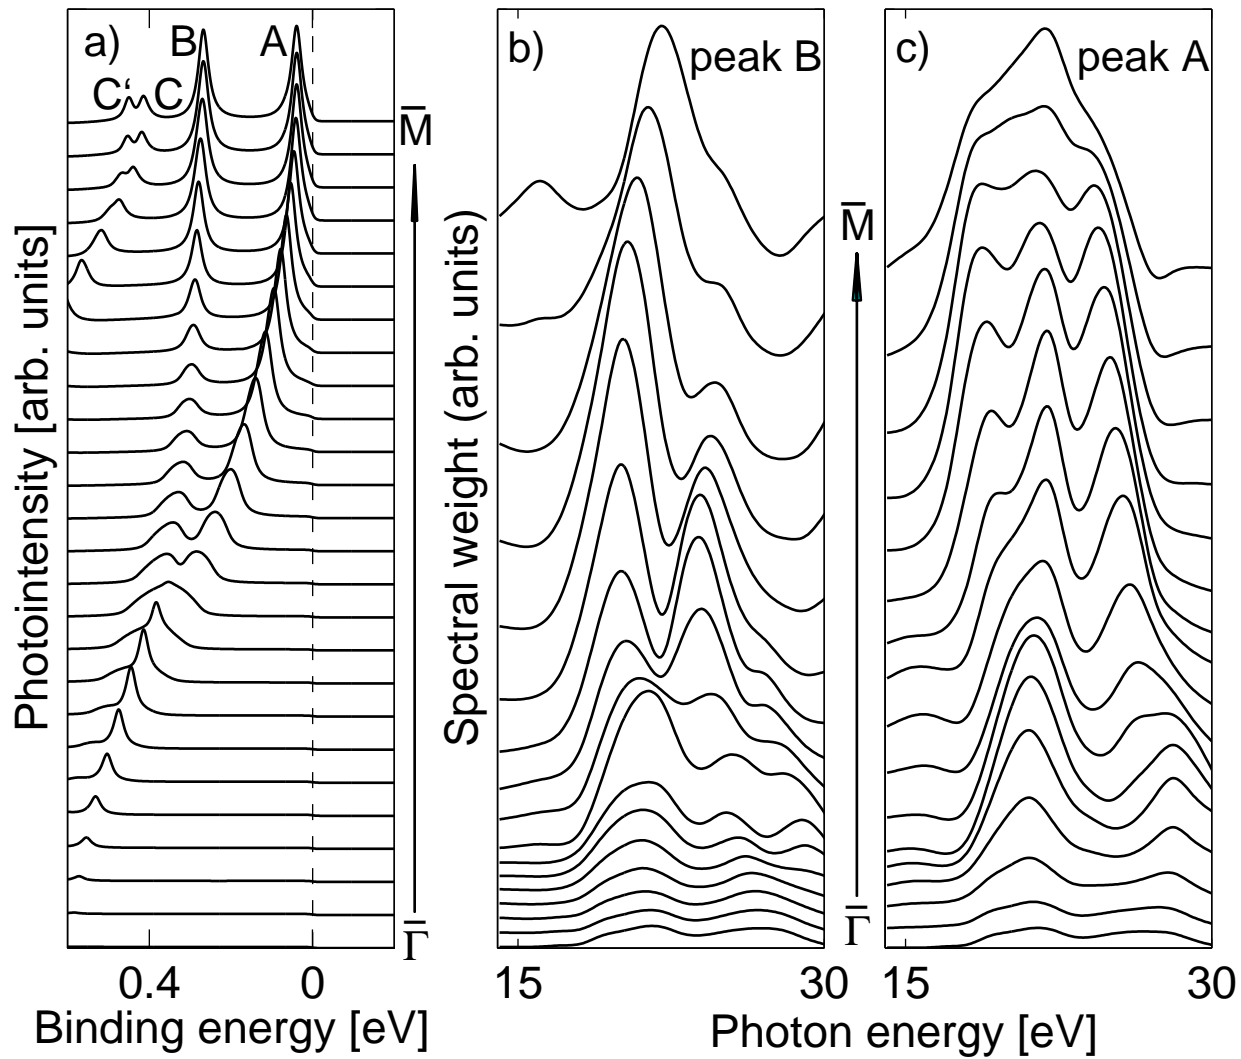 a) B A
C‘ C
M̄
Γ̄
Photointensity [arb. units]
0.4 0
Binding energy [eV]
b) peak B
Spectral weight (arb. units)
15 30
M̄
Γ̄
c) peak A
15 30
Photon energy [eV]